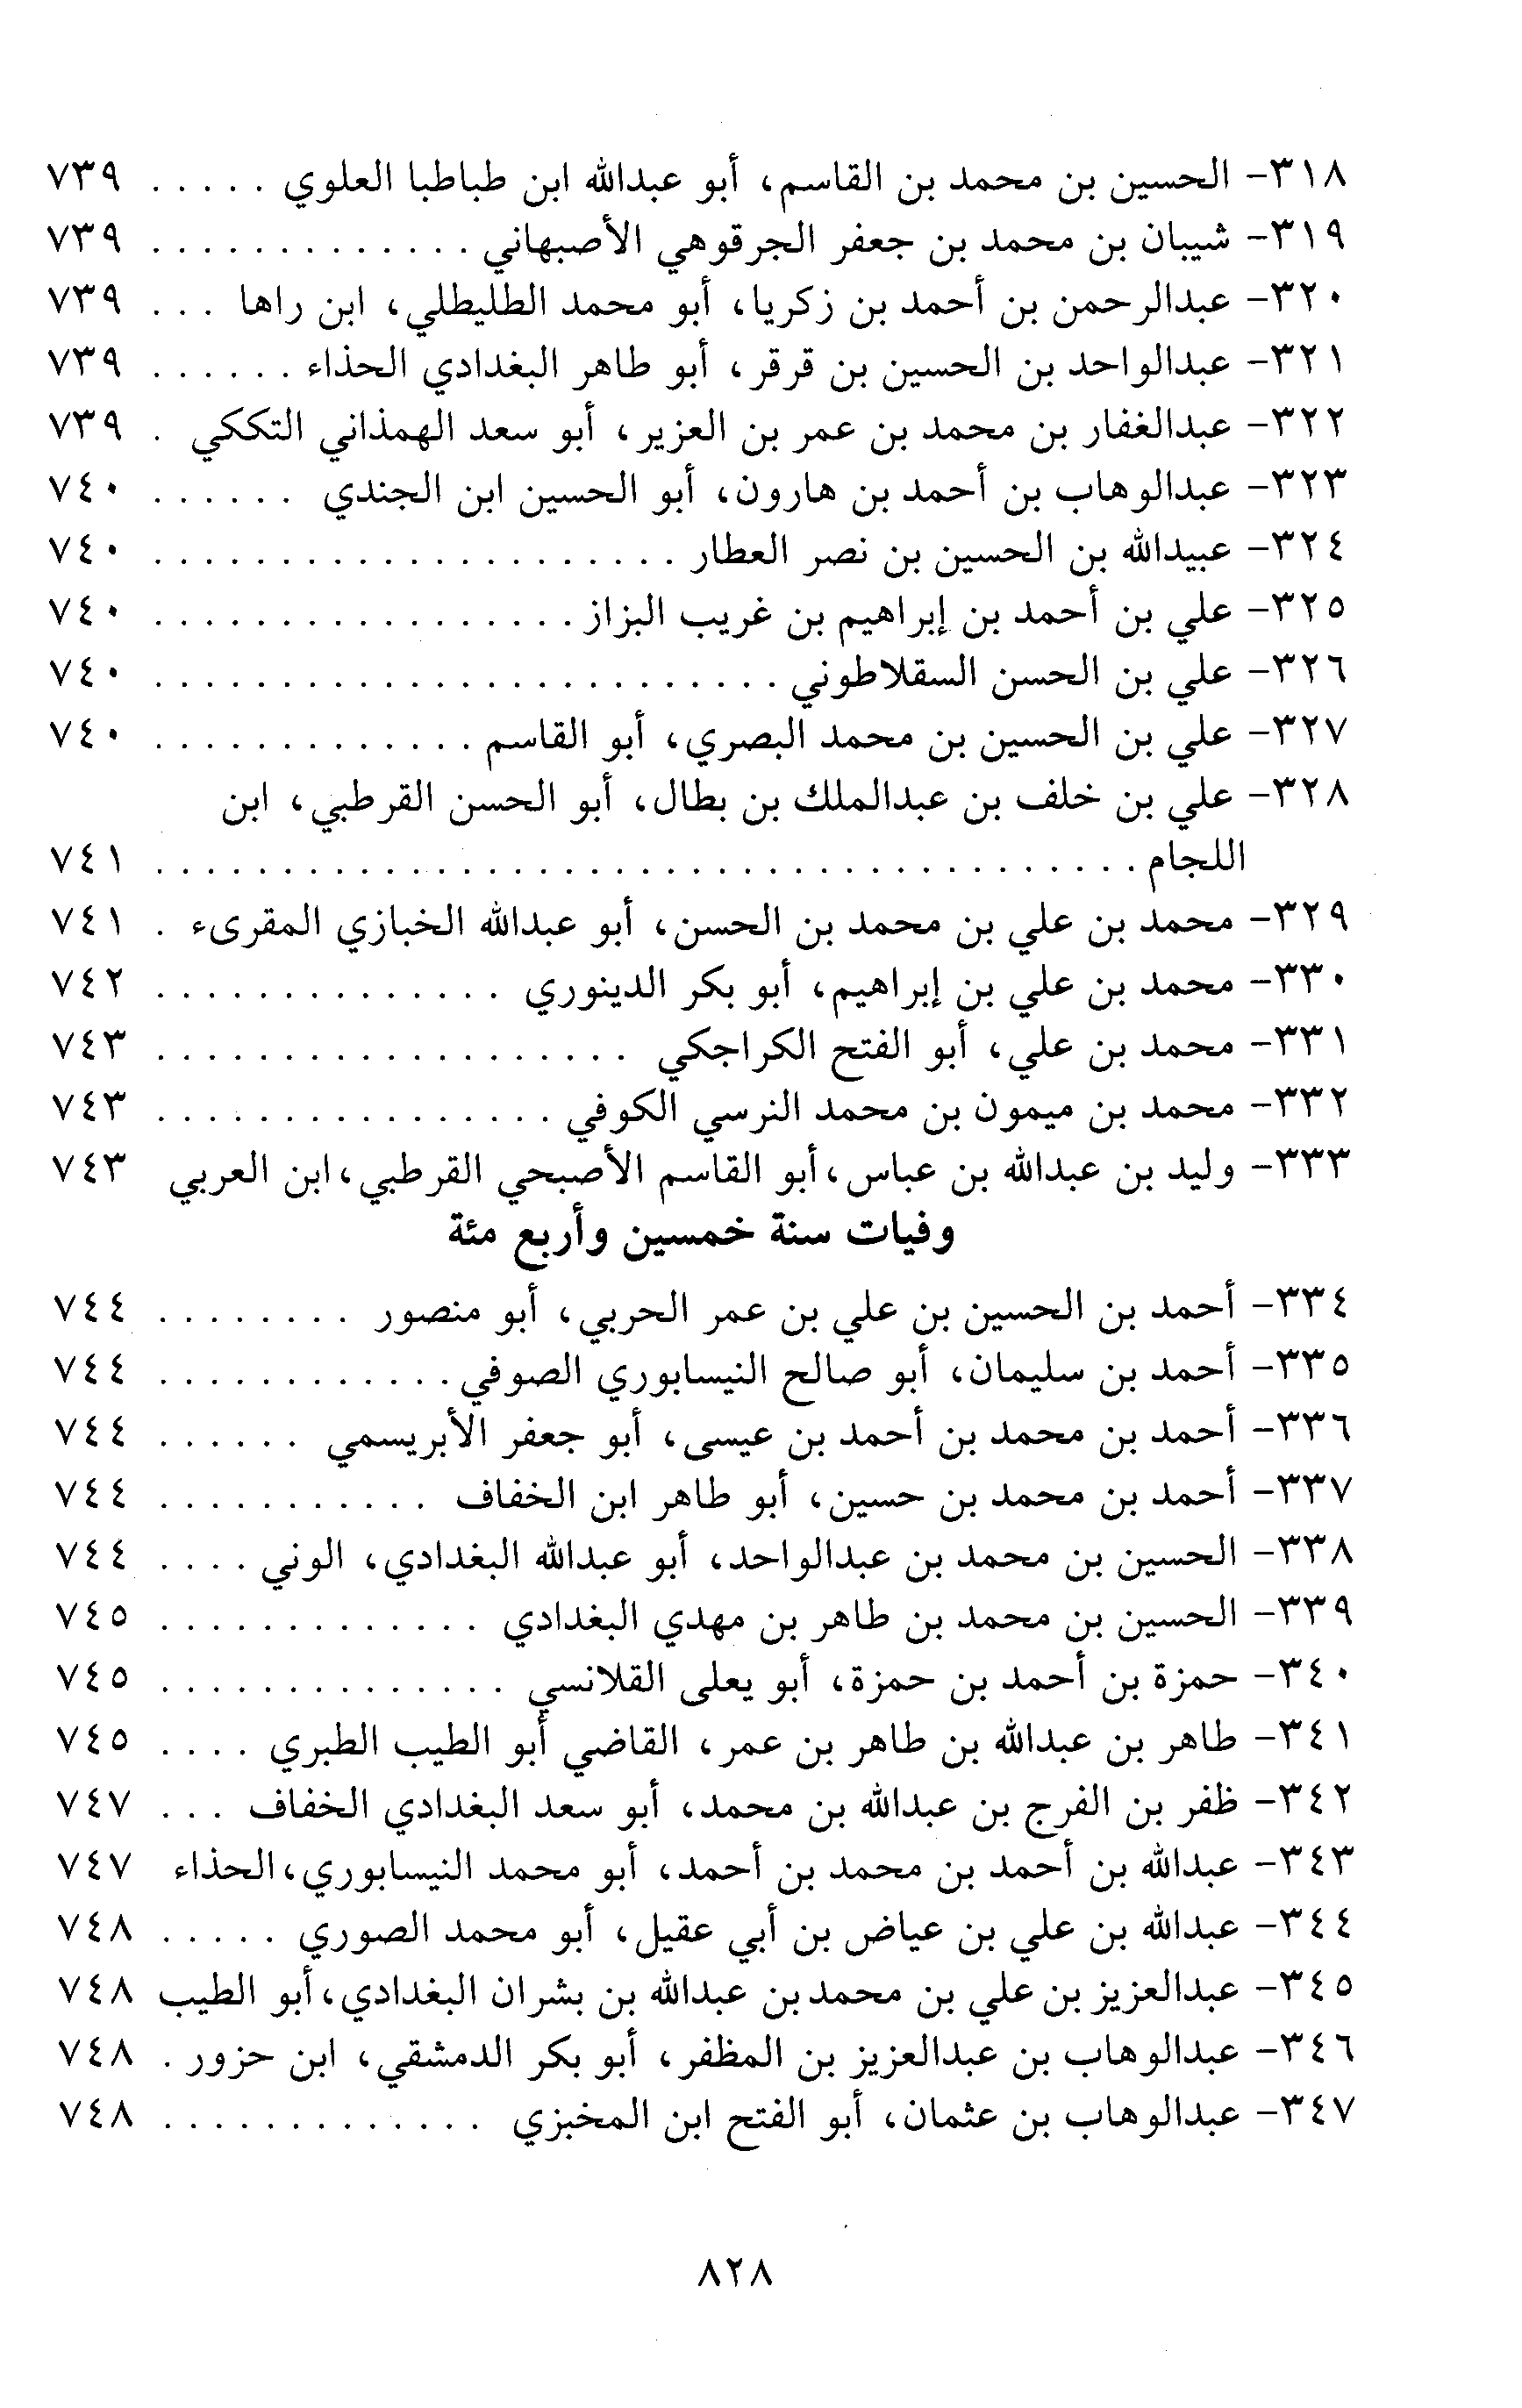 ٣١٨- الحسين بن محمد بن القاسم، أبو عبدالله ابن طباطبا العلوي . . . . . ٧٣٩
٣١٩- شيبان بن محمد بن جعفر الجرقوهي الأصبهاني . . . . . . . . . . . . . ٧٣٩
٣٢٠- عبدالرحمن بن أحمد بن زكريا، أبو محمد الطليطلي، ابن راها . . . ٧٣٩
٣٢١- عبدالواحد بن الحسين بن قرقر، أبو طاهر البغدادي الحذاء . . . . . . ٧٣٩
٣٢٢- عبدالغفار بن محمد بن عمر بن العزير، أبو سعد الهمذاني التككي . ٧٣٩
٣٢٣- عبدالوهاب بن أحمد بن هارون، أبو الحسين ابن الجندي . . . . . . ٧٤٠
٣٢٤- عبيدالله بن الحسين بن نصر العطار . . . . . . . . . . . . . . . . . . . . . ٧٤٠
٣٢٥- علي بن أحمد بن إبراهيم بن غريب البزاز . . . . . . . . . . . . . . . . . ٧٤٠
٣٢٦- علي بن الحسن السقلاطوني . . . . . . . . . . . . . . . . . . . . . . . . . ٧٤٠
٣٢٧- علي بن الحسين بن محمد البصري، أبو القاسم . . . . . . . . . . . . . ٧٤٠
٣٢٨- علي بن خلف بن عبدالملك بن بطال، أبو الحسن القرطبي، ابن
اللجام . . . . . . . . . . . . . . . . . . . . . . . . . . . . . . . . . . . . . . . ٧٤١
٣٢٩- محمد بن علي بن محمد بن الحسن، أبو عبدالله الخبازي المقرىء . ٧٤١
٣٣٠- محمد بن علي بن إبراهيم، أبو بكر الدينوري . . . . . . . . . . . . . . ٧٤٢
٣٣١- محمد بن علي، أبو الفتح الكراجكي . . . . . . . . . . . . . . . . . . . ٧٤٣
٣٣٢- محمد بن ميمون بن محمد النرسي الكوفي . . . . . . . . . . . . . . . . ٧٤٣
٣٣٣- وليد بن عبدالله بن عباس، أبو القاسم الأصبحي القرطبي، ابن العربي ٧٤٣
وفيات سنة خمسين وأربع مئة
٣٣٤- أحمد بن الحسين بن علي بن عمر الحربي، أبو منصور . . . . . . . . ٧٤٤
٣٣٥- أحمد بن سليمان، أبو صالح النيسابوري الصوفي . . . . . . . . . . . . ٧٤٤
٣٣٦- أحمد بن محمد بن أحمد بن عيسى، أبو جعفر الأبريسمي . . . . . . ٧٤٤
٣٣٧- أحمد بن محمد بن حسين، أبو طاهر ابن الخفاف . . . . . . . . . . . ٧٤٤
٣٣٨- الحسين بن محمد بن عبدالواحد، أبو عبدالله البغدادي، الوني . . . . ٧٤٤
٣٣٩- الحسين بن محمد بن طاهر بن مهدي البغدادي . . . . . . . . . . . . . ٧٤٥
٣٤٠- حمزة بن أحمد بن حمزة، أبو يعلى القلانسي . . . . . . . . . . . . . . ٧٤٥
٣٤١- طاهر بن عبدالله بن طاهر بن عمر، القاضي أبو الطيب الطبري . . . . ٧٤٥
٣٤٢- ظفر بن الفرج بن عبدالله بن محمد، أبو سعد البغدادي الخفاف . . . ٧٤٧
٣٤٣- عبدالله بن أحمد بن محمد بن أحمد، أبو محمد النيسابوري، الحذاء ٧٤٧
٣٤٤- عبدالله بن علي بن عياض بن أبي عقيل، أبو محمد الصوري . . . . . ٧٤٨
٣٤٥- عبدالعزيز بن علي بن محمد بن عبدالله بن بشران البغدادي، أبو الطيب ٧٤٨
٣٤٦- عبدالوهاب بن عبدالعزيز بن المظفر، أبو بكر الدمشقي، ابن حزور . ٧٤٨
٣٤٧- عبدالوهاب بن عثمان، أبو الفتح ابن المخبزي . . . . . . . . . . . . . ٧٤٨
٨٢٨